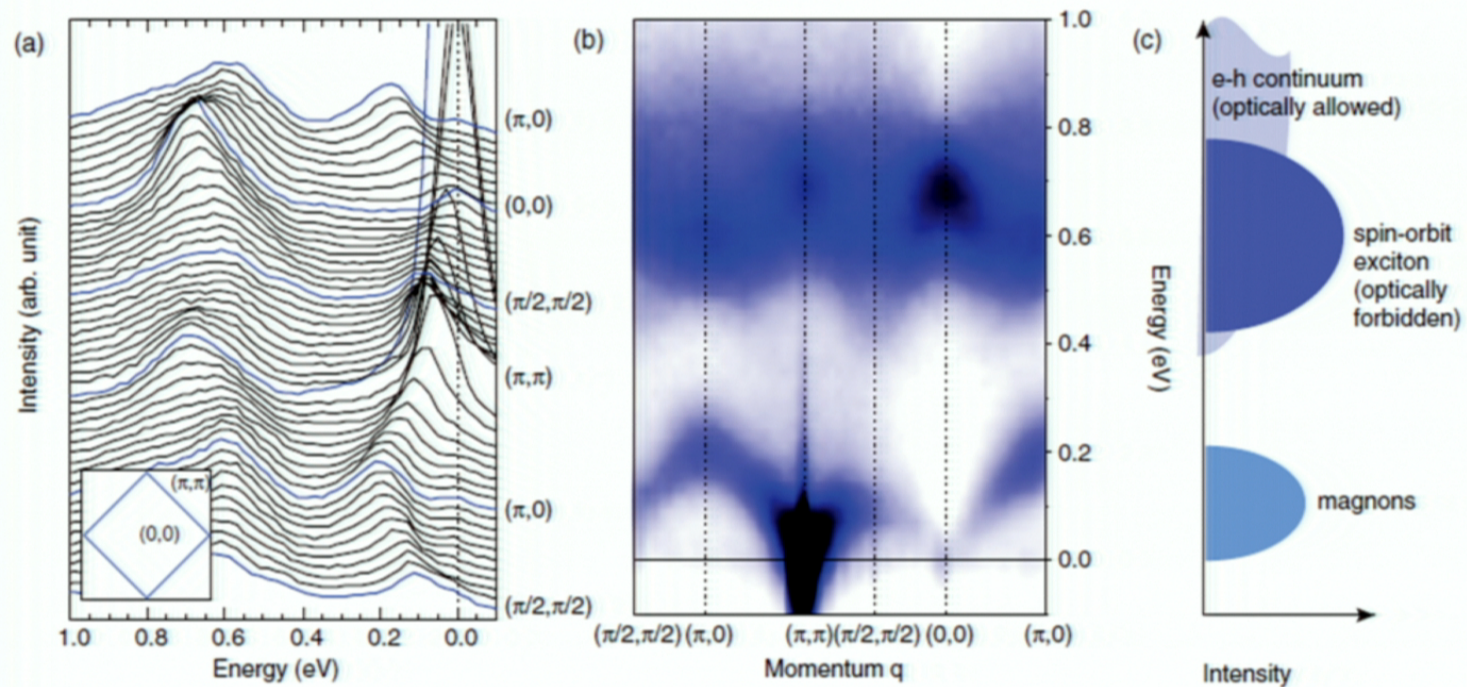 (a)
Intensity (arb. unit)
(π,0)
(0,0)
(π/2,π/2)
(π,π)
(π,0)
(π/2,π/2)
(π,π)
(0,0)
1.0 0.8 0.6 0.4 0.2 0.0
Energy (eV)
(b)
1.0
0.8
0.6
0.4
0.2
0.0
Energy (eV)
(π/2,π/2) (π,0) (π,π) (π/2,π/2) (0,0) (π,0)
Momentum q
(c)
e-h continuum
(optically allowed)
spin-orbit
exciton
(optically
forbidden)
magnons
Intensity